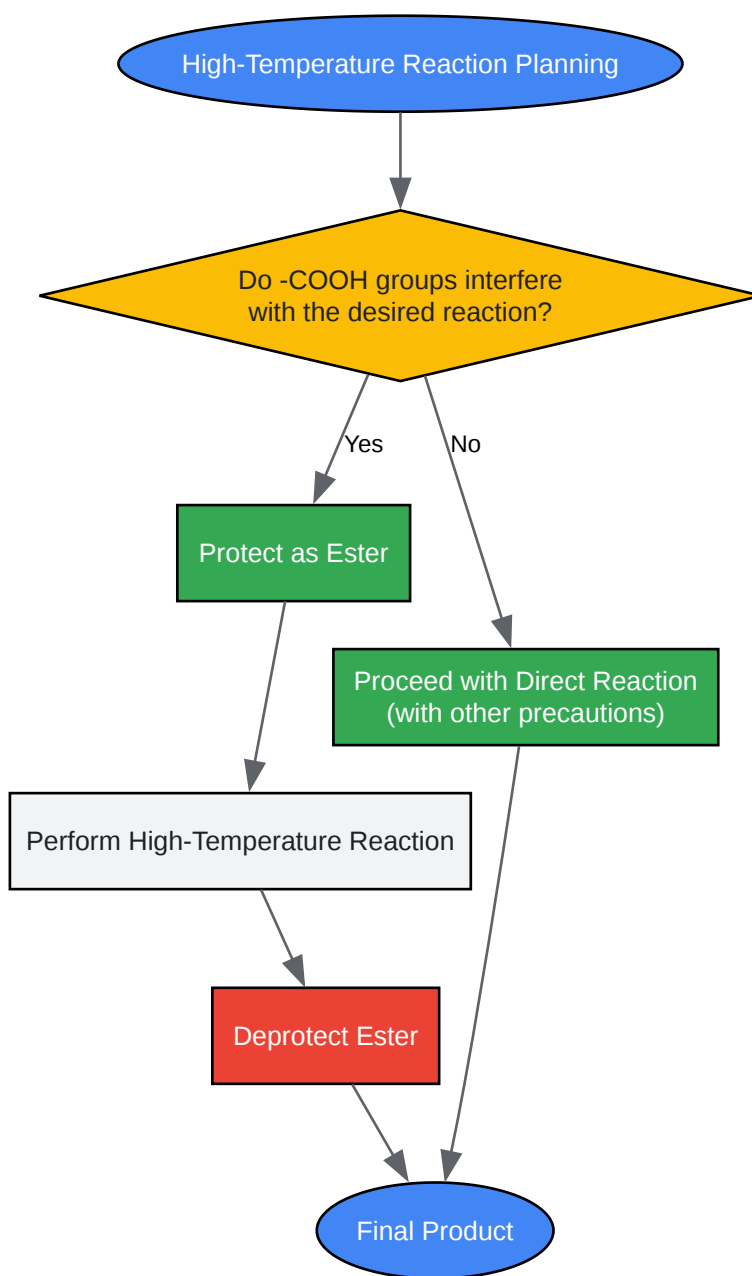 High-Temperature Reaction Planning
Do -COOH groups interfere
with the desired reaction?
Yes
No
Protect as Ester
Proceed with Direct Reaction
(with other precautions)
Perform High-Temperature Reaction
Deprotect Ester
Final Product